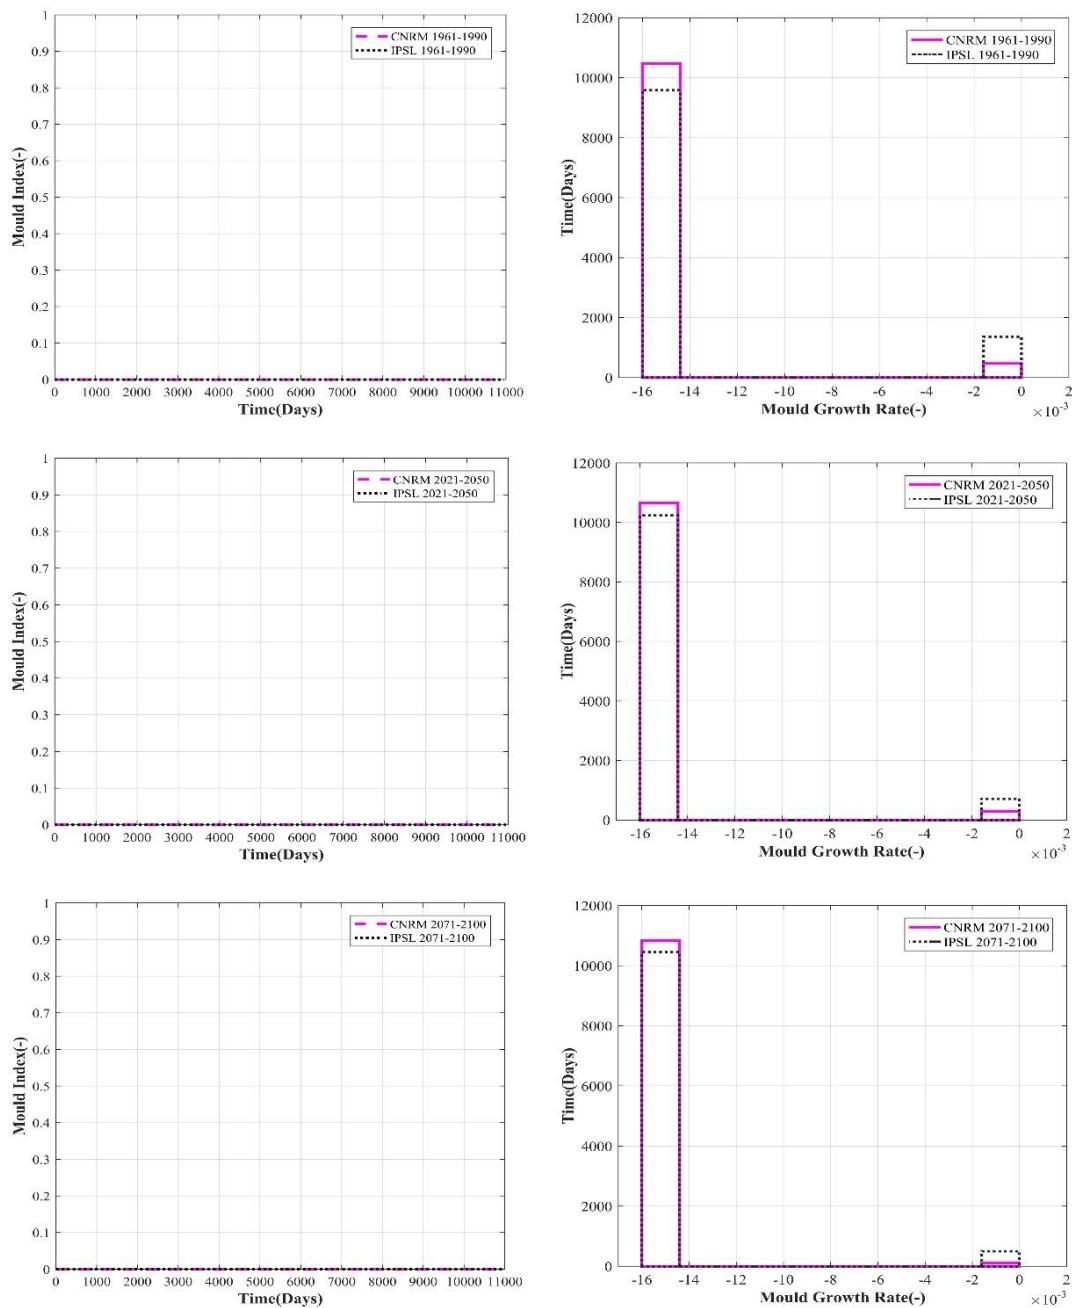 1
0.9
0.8
0.7
0.6
0.5
0.4
0.3
0.2
0.1
0
Mould Index(-)
CNRM 1961-1990
IPSL 1961-1990
0 1000 2000 3000 4000 5000 6000 7000 8000 9000 10000 11000
Time(Days)
12000
10000
8000
6000
4000
2000
0
Time(Days)
CNRM 1961-1990
IPSL 1961-1990
-16 -14 -12 -10 -8 -6 -4 -2 0 2
Mould Growth Rate(-)
×10-3
1
0.9
0.8
0.7
0.6
0.5
0.4
0.3
0.2
0.1
0
Mould Index(-)
CNRM 2021-2050
IPSL 2021-2050
0 1000 2000 3000 4000 5000 6000 7000 8000 9000 10000 11000
Time(Days)
12000
10000
8000
6000
4000
2000
0
Time(Days)
CNRM 2021-2050
IPSL 2021-2050
-16 -14 -12 -10 -8 -6 -4 -2 0 2
Mould Growth Rate(-)
×10-3
1
0.9
0.8
0.7
0.6
0.5
0.4
0.3
0.2
0.1
0
Mould Index(-)
CNRM 2071-2100
IPSL 2071-2100
0 1000 2000 3000 4000 5000 6000 7000 8000 9000 10000 11000
Time(Days)
12000
10000
8000
6000
4000
2000
0
Time(Days)
CNRM 2071-2100
IPSL 2071-2100
-16 -14 -12 -10 -8 -6 -4 -2 0 2
Mould Growth Rate(-)
×10-3